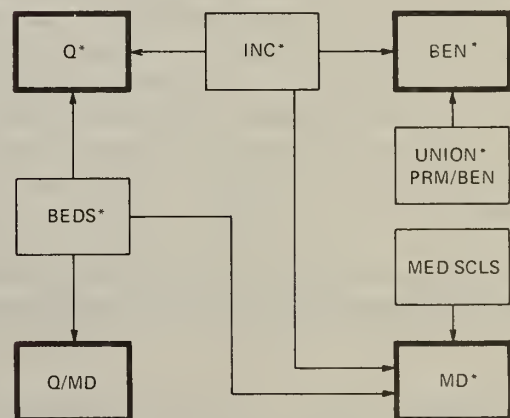 Q*
INC*
BEN*
UNION*
PRM/BEN
BEDS*
MED SCLS
Q/MD
MD*